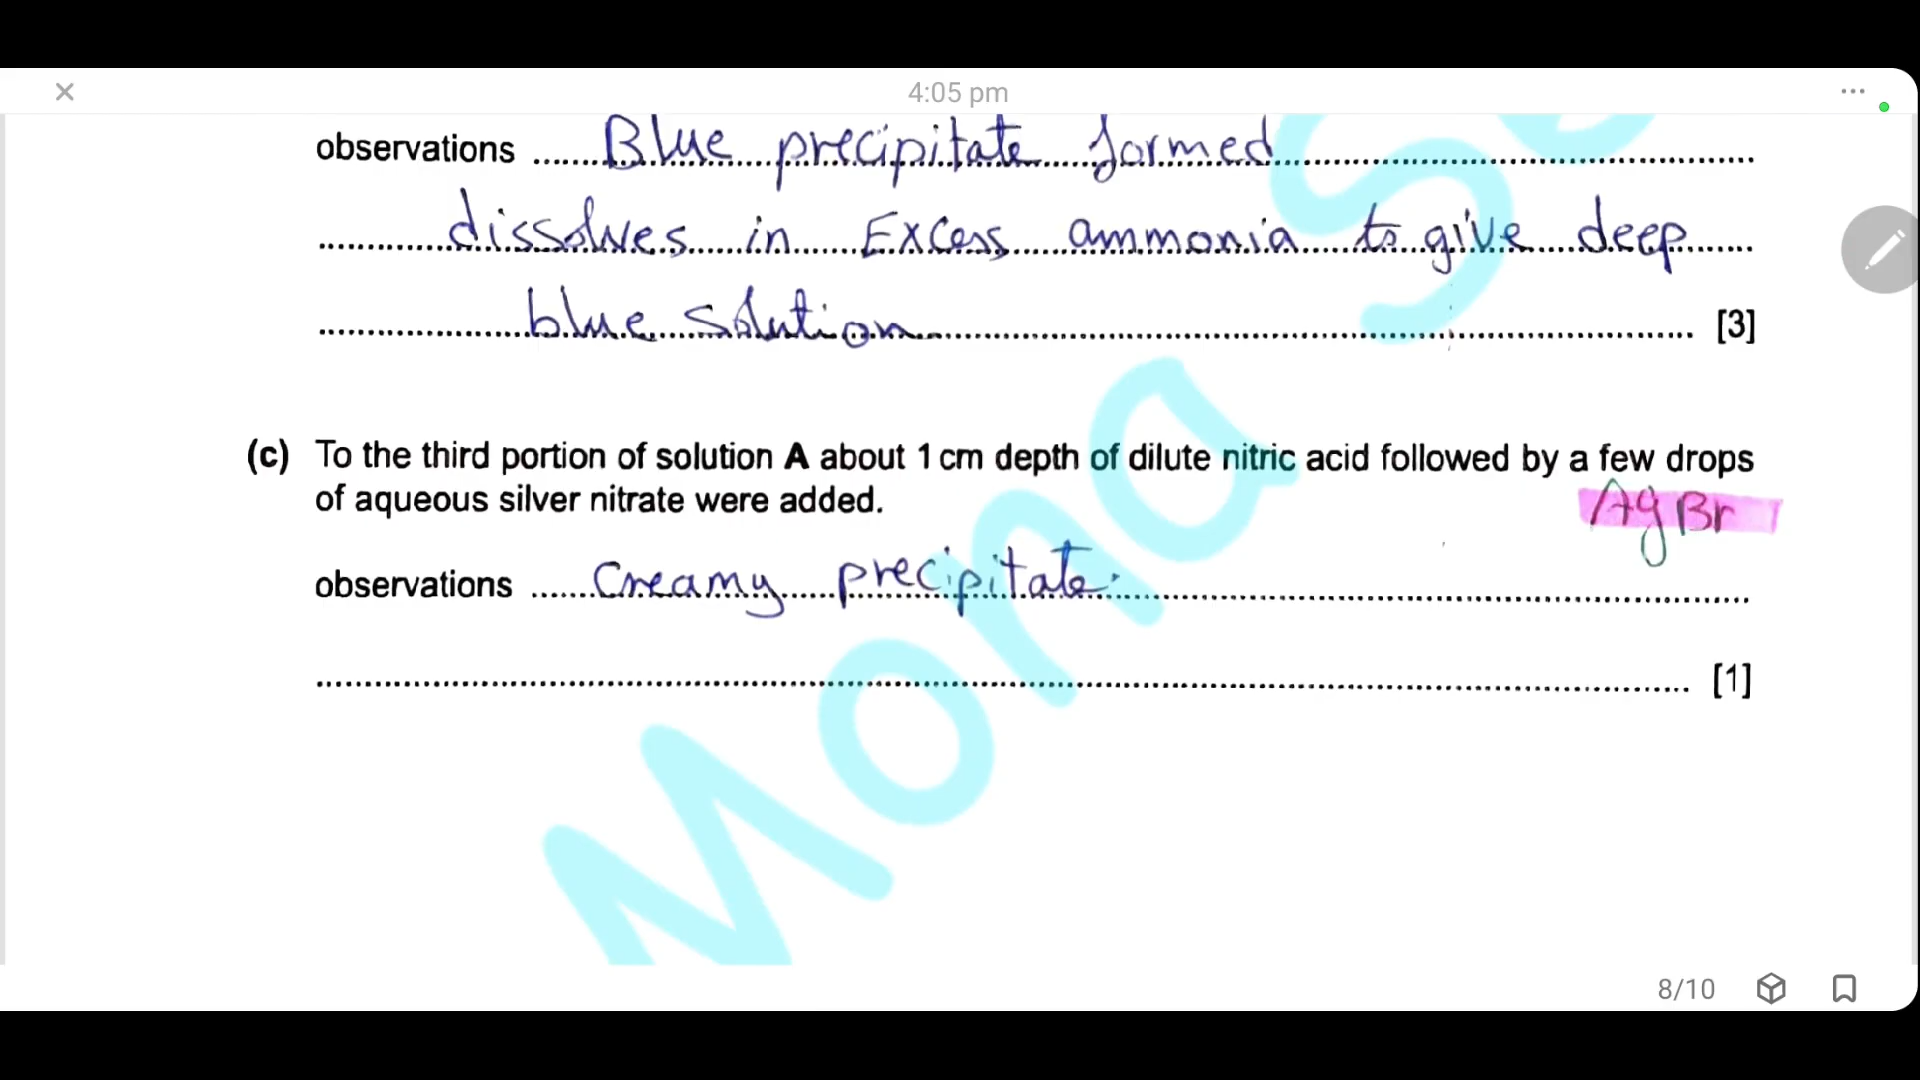 4:05 pm
observations Blue precipitate formed
dissolves in Excess ammonia to give deep
blue solution [3]
(c) To the third portion of solution A about 1 cm depth of dilute nitric acid followed by a few drops
of aqueous silver nitrate were added.
AgBr
observations Creamy precipitate.
[1]
Mona Se
8/10